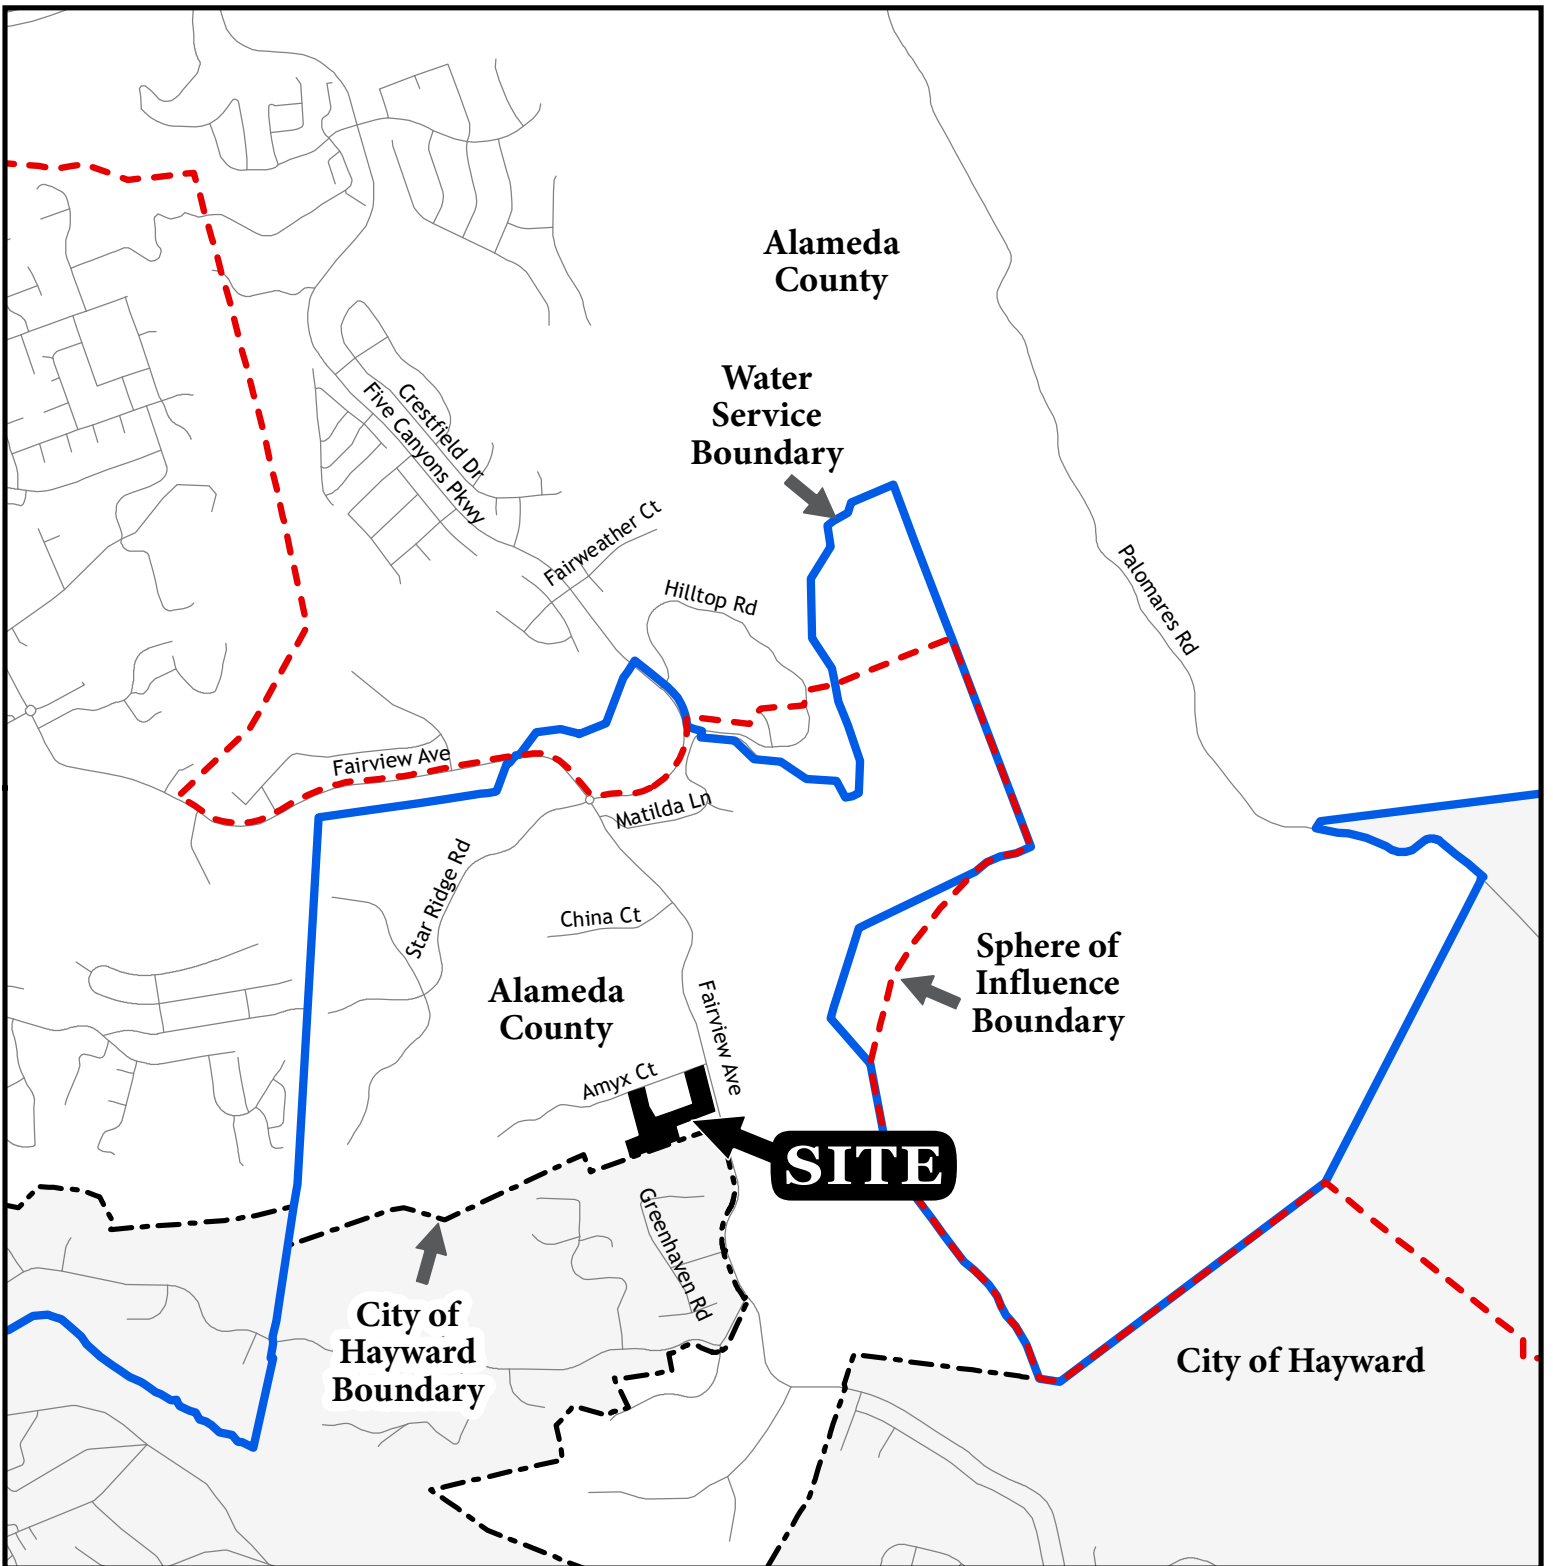 Alameda
County
Water
Service
Boundary
Crestfield Dr
Five Canyons Pkwy
Fairweather Ct
Hilltop Rd
Palomares Rd
Fairview Ave
Matilda Ln
Star Ridge Rd
China Ct
Sphere of
Influence
Boundary
Alameda
County
Fairview Ave
Amyx Ct
SITE
Greenhaven Rd
City of
Hayward
Boundary
City of Hayward